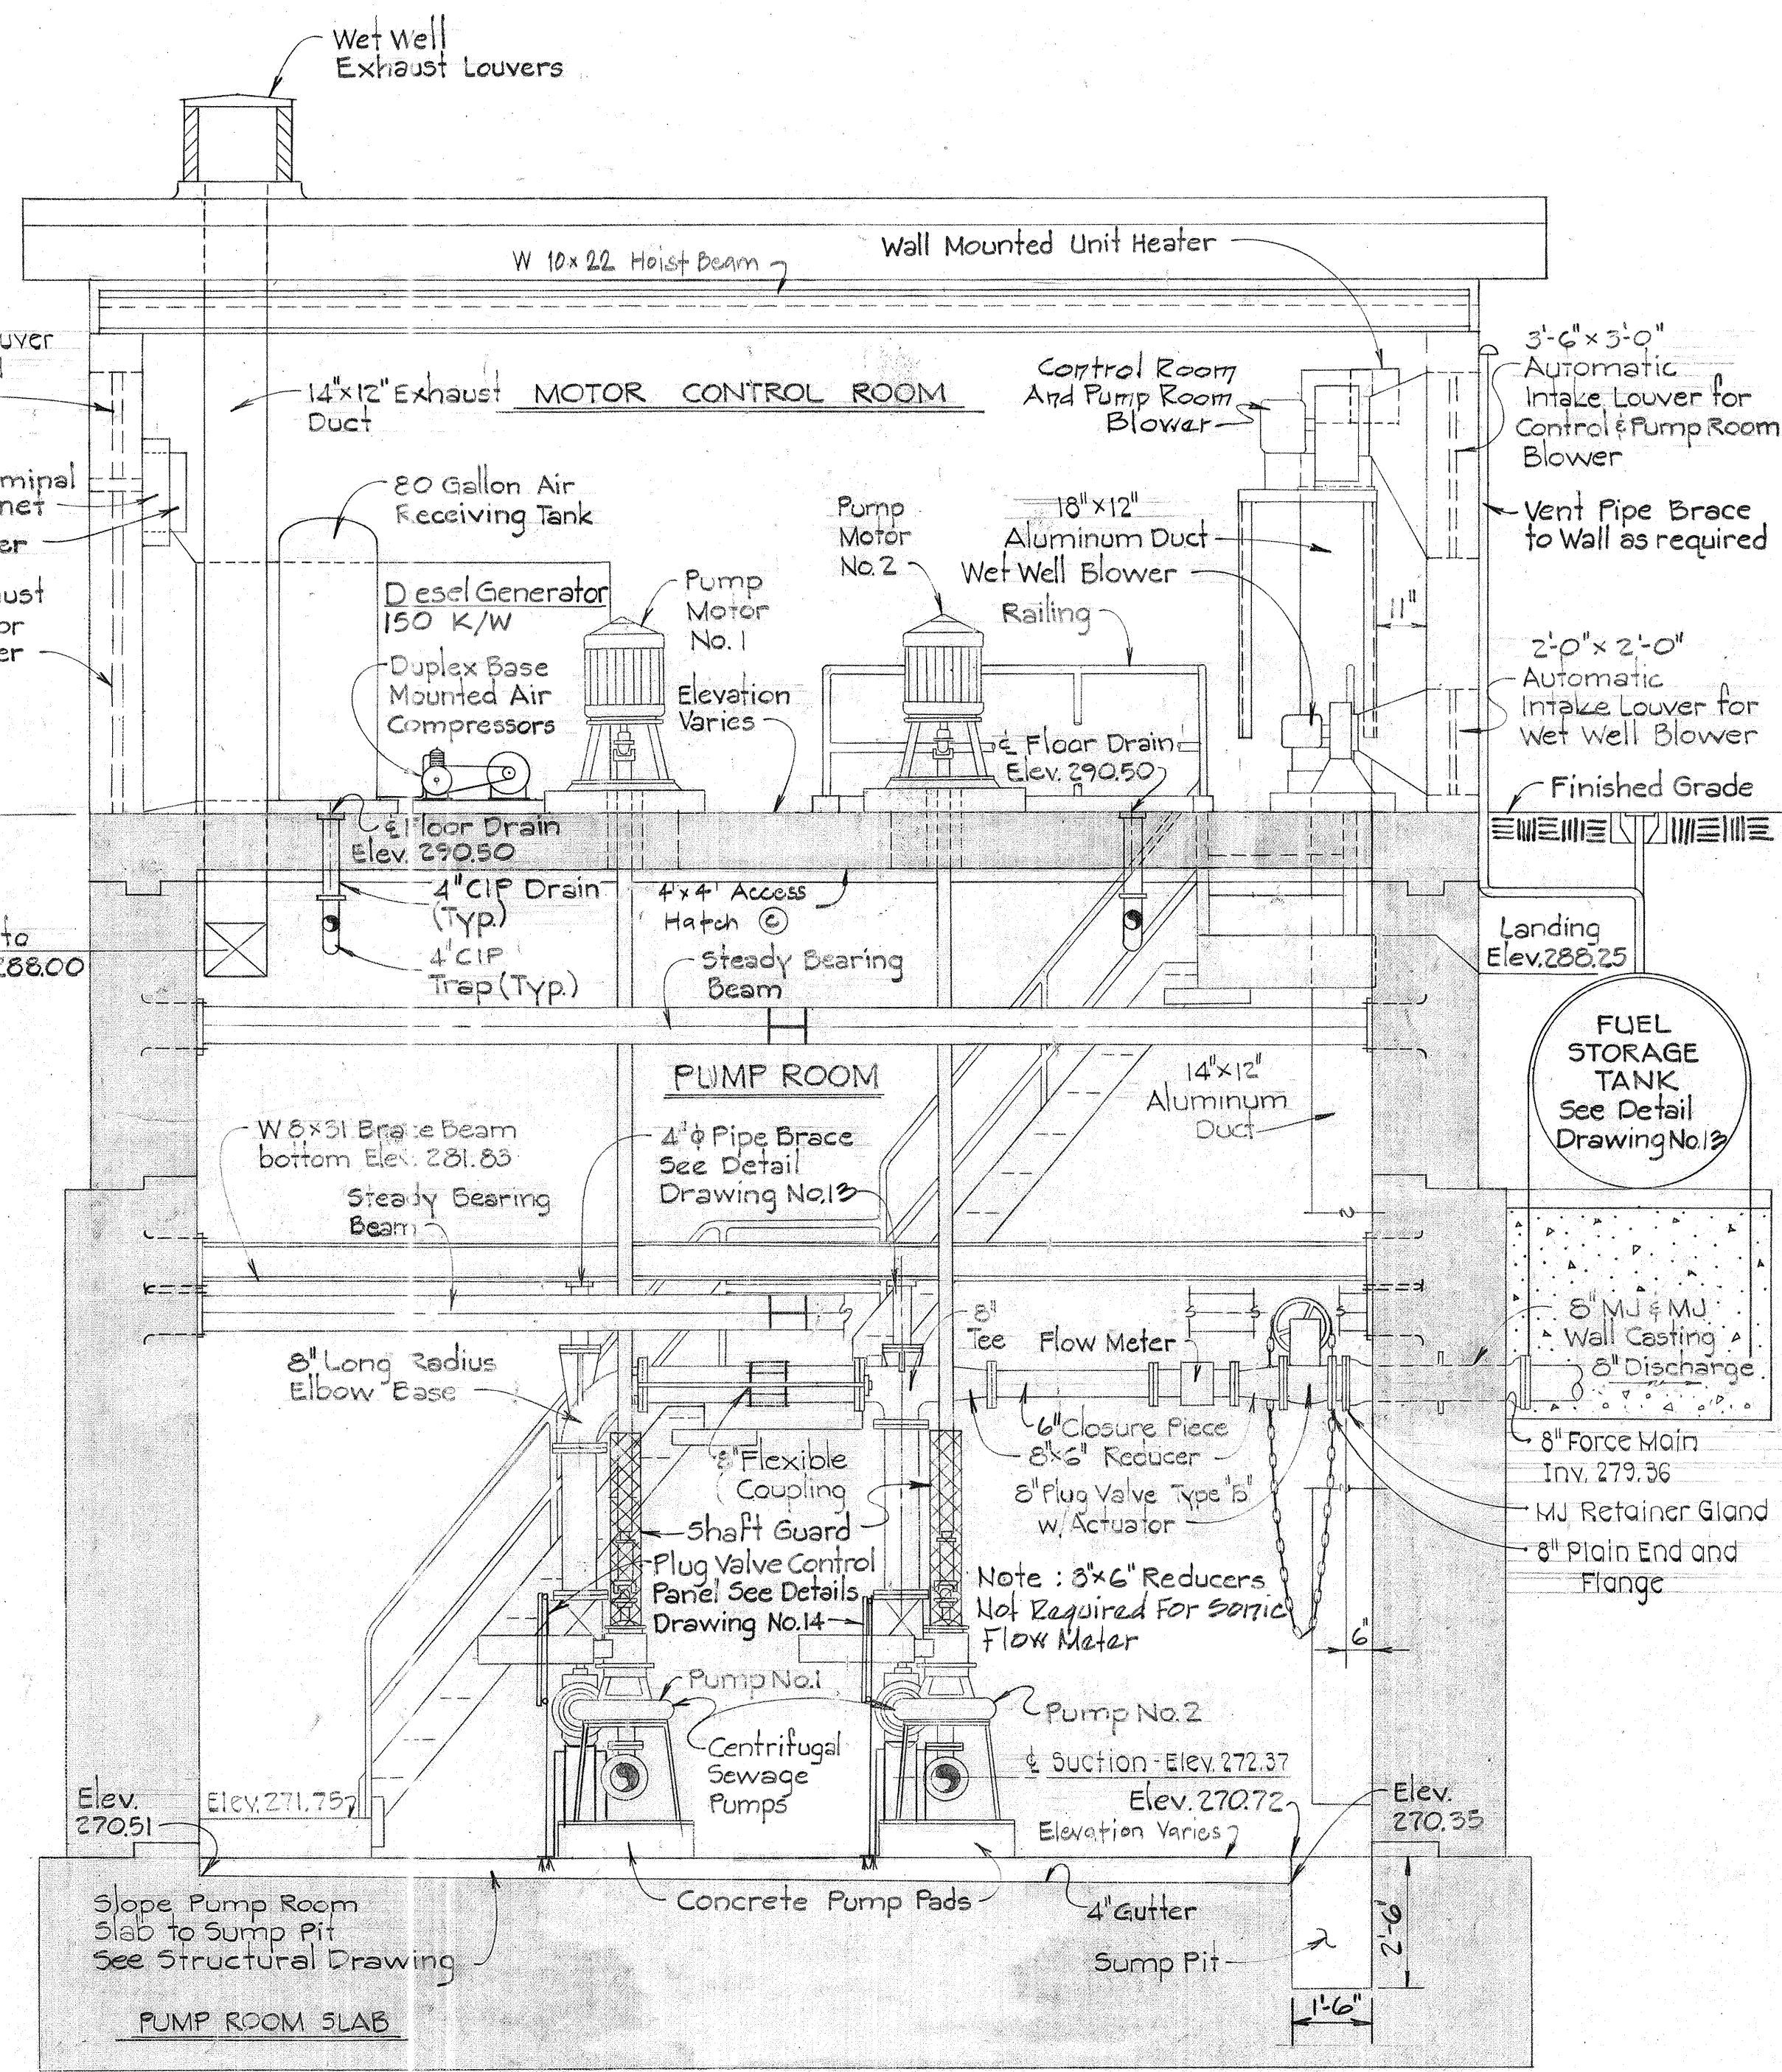 Wet Well
Exhaust Louvers
W 10x22 Hoist Beam
Wall Mounted Unit Heater
14"x12" Exhaust
Duct
MOTOR CONTROL ROOM
Control Room
And Pump Room
Blower
3'-6" x 3'-0"
Automatic
Intake Louver for
Control & Pump Room
Blower
Vent Pipe Brace
to Wall as required
80 Gallon Air
Receiving Tank
Pump
Motor
No. 2
18"x12"
Aluminum Duct
Wet Well Blower
Railing
11"
Diesel Generator
150 K/W
Pump
Motor
No. 1
Duplex Base
Mounted Air
Compressors
Elevation
Varies
℄ Floor Drain
Elev. 290.50
2'-0" x 2'-0"
Automatic
Intake Louver for
Wet Well Blower
Finished Grade
℄ Floor Drain
Elev. 290.50
4" CIP Drain
(Typ.)
4'x4' Access
Hatch ©
4" CIP
Trap (Typ.)
Steady Bearing
Beam
to
288.00
Landing
Elev. 288.25
PUMP ROOM
14"x12"
Aluminum
Duct
FUEL
STORAGE
TANK
See Detail
Drawing No. 13
W 8x31 Brace Beam
bottom Elev. 281.83
Steady Bearing
Beam
4" ϕ Pipe Brace
See Detail
Drawing No. 13
8" Long Radius
Elbow Base
8"
Tee
Flow Meter
8" MJ & MJ
Wall Casting
8" Discharge
8" Flexible
Coupling
6" Closure Piece
8"x6" Reducer
8" Plug Valve Type "B"
w/ Actuator
8" Force Main
Inv. 279.36
MJ Retainer Gland
8" Plain End and
Flange
Shaft Guard
Plug Valve Control
Panel See Details
Drawing No. 14
Note : 8"x6" Reducers
Not Required For Sonic
Flow Meter
6"
Pump No. 1
Pump No. 2
Centrifugal
Sewage
Pumps
℄ Suction - Elev. 272.37
Elev. 270.72
Elevation Varies
Elev.
270.35
Elev.
270.51
Elev. 271.75
Slope Pump Room
Slab to Sump Pit
See Structural Drawing
Concrete Pump Pads
4" Gutter
Sump Pit
2'-6"
1'-6"
PUMP ROOM SLAB